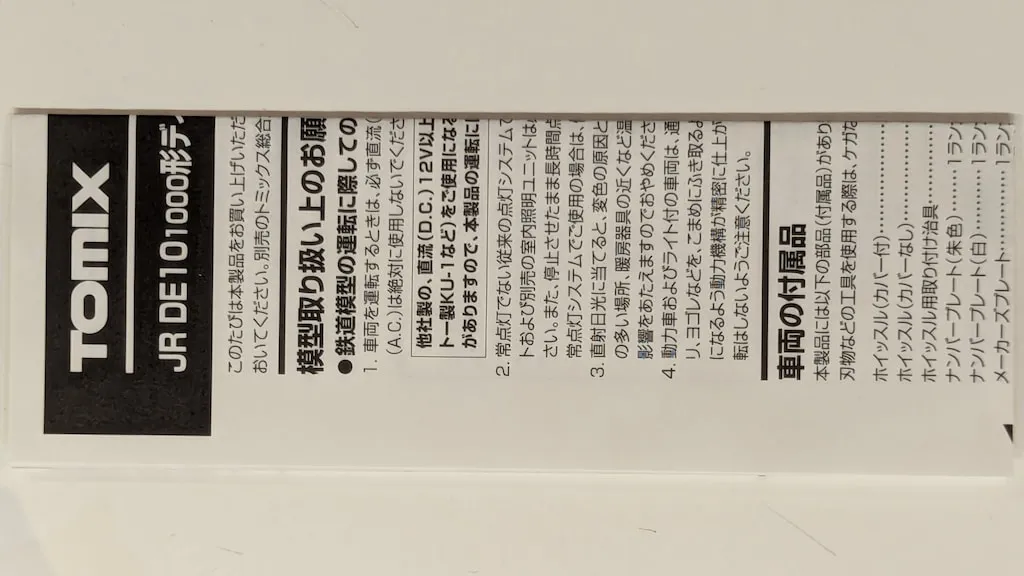 TOMIX
JR DE10 1000形デ
このたびは本製品をお買い上げいただ
おいてください。別売のトミックス総合
模型取り扱い上のお願
●鉄道模型の運転に際しての
1. 車両を運転するときは、必ず直流(
(A.C.)は絶対に使用しないでくださ
他社製の、直流(D.C.)12V以上
トー製KU-1など)をご使用にな
がありますので、本製品の運転に
2. 常点灯でない従来の点灯システムで
トおよび別売の室内照明ユニットは
さい。また、停止させたまま長時間点
常点灯システムでご使用の場合は、
3. 直射日光に当てると、変色の原因と
の多い場所、暖房器具の近くなど温
影響をあたえますのでおやめくださ
4. 動力車およびライト付の車両は、通
リ、ヨゴレなどを、こまめにふき取るよ
になるよう動力機構が精密に仕上が
転はしないようご注意ください。
車両の付属品
本製品には以下の部品(付属品)があり
刃物などの工具を使用する際は、ケガな
ホイッスル(カバー付)
ホイッスル(カバーなし)
ホイッスル用取り付け治具
ナンバープレート(朱色)………1ラン
ナンバープレート(白)………1ラン
メーカーズプレート………1ラン